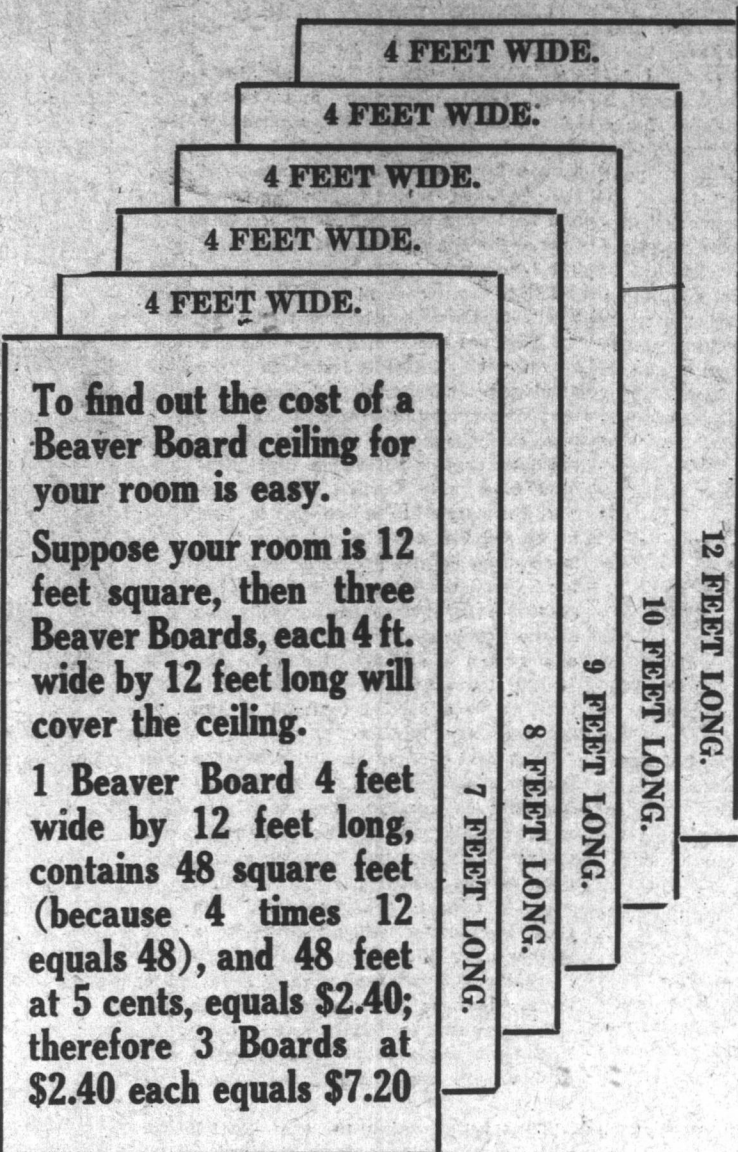 4 FEET WIDE.
4 FEET WIDE.
4 FEET WIDE.
4 FEET WIDE.
4 FEET WIDE.
To find out the cost of a
Beaver Board ceiling for
your room is easy.
Suppose your room is 12
feet square, then three
Beaver Boards, each 4 ft.
wide by 12 feet long will
cover the ceiling.
1 Beaver Board 4 feet
wide by 12 feet long,
contains 48 square feet
(because 4 times 12
equals 48), and 48 feet
at 5 cents, equals $2.40;
therefore 3 Boards at
$2.40 each equals $7.20
7 FEET LONG.
8 FEET LONG.
9 FEET LONG.
10 FEET LONG.
12 FEET LONG.